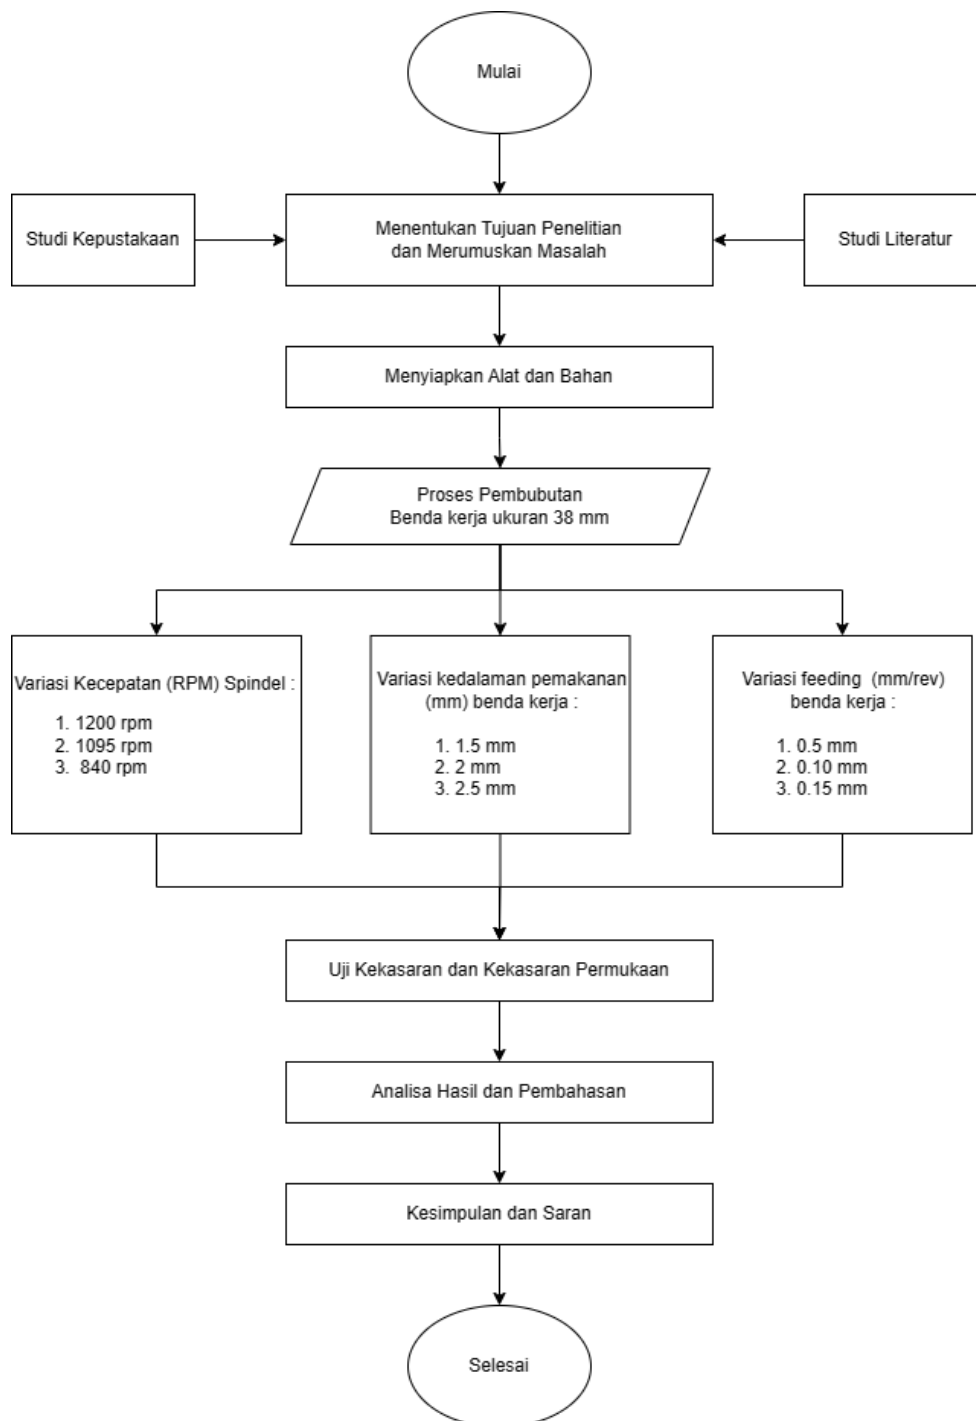 Mulai
Studi Kepustakaan
Menentukan Tujuan Penelitian
dan Merumuskan Masalah
Studi Literatur
Menyiapkan Alat dan Bahan
Proses Pembubutan
Benda kerja ukuran 38 mm
Variasi Kecepatan (RPM) Spindel :
1. 1200 rpm
2. 1095 rpm
3. 840 rpm
Variasi kedalaman pemakanan
(mm) benda kerja :
1. 1.5 mm
2. 2 mm
3. 2.5 mm
Variasi feeding (mm/rev)
benda kerja :
1. 0.5 mm
2. 0.10 mm
3. 0.15 mm
Uji Kekasaran dan Kekasaran Permukaan
Analisa Hasil dan Pembahasan
Kesimpulan dan Saran
Selesai